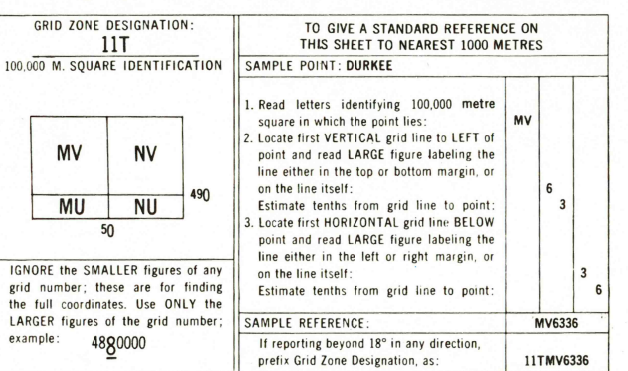 GRID ZONE DESIGNATION:
11T
100,000 M. SQUARE IDENTIFICATION
MV NV
MU NU
490
50
IGNORE the SMALLER figures of any
grid number; these are for finding
the full coordinates. Use ONLY the
LARGER figures of the grid number;
example: 4880000
TO GIVE A STANDARD REFERENCE ON
THIS SHEET TO NEAREST 1000 METRES
SAMPLE POINT: DURKEE
1. Read letters identifying 100,000 metre
square in which the point lies: MV
2. Locate first VERTICAL grid line to LEFT of
point and read LARGE figure labeling the
line either in the top or bottom margin, or
on the line itself: 6
Estimate tenths from grid line to point: 3
3. Locate first HORIZONTAL grid line BELOW
point and read LARGE figure labeling the
line either in the left or right margin, or
on the line itself: 3
Estimate tenths from grid line to point: 6
SAMPLE REFERENCE: MV6336
If reporting beyond 18° in any direction,
prefix Grid Zone Designation, as: 11TMV6336